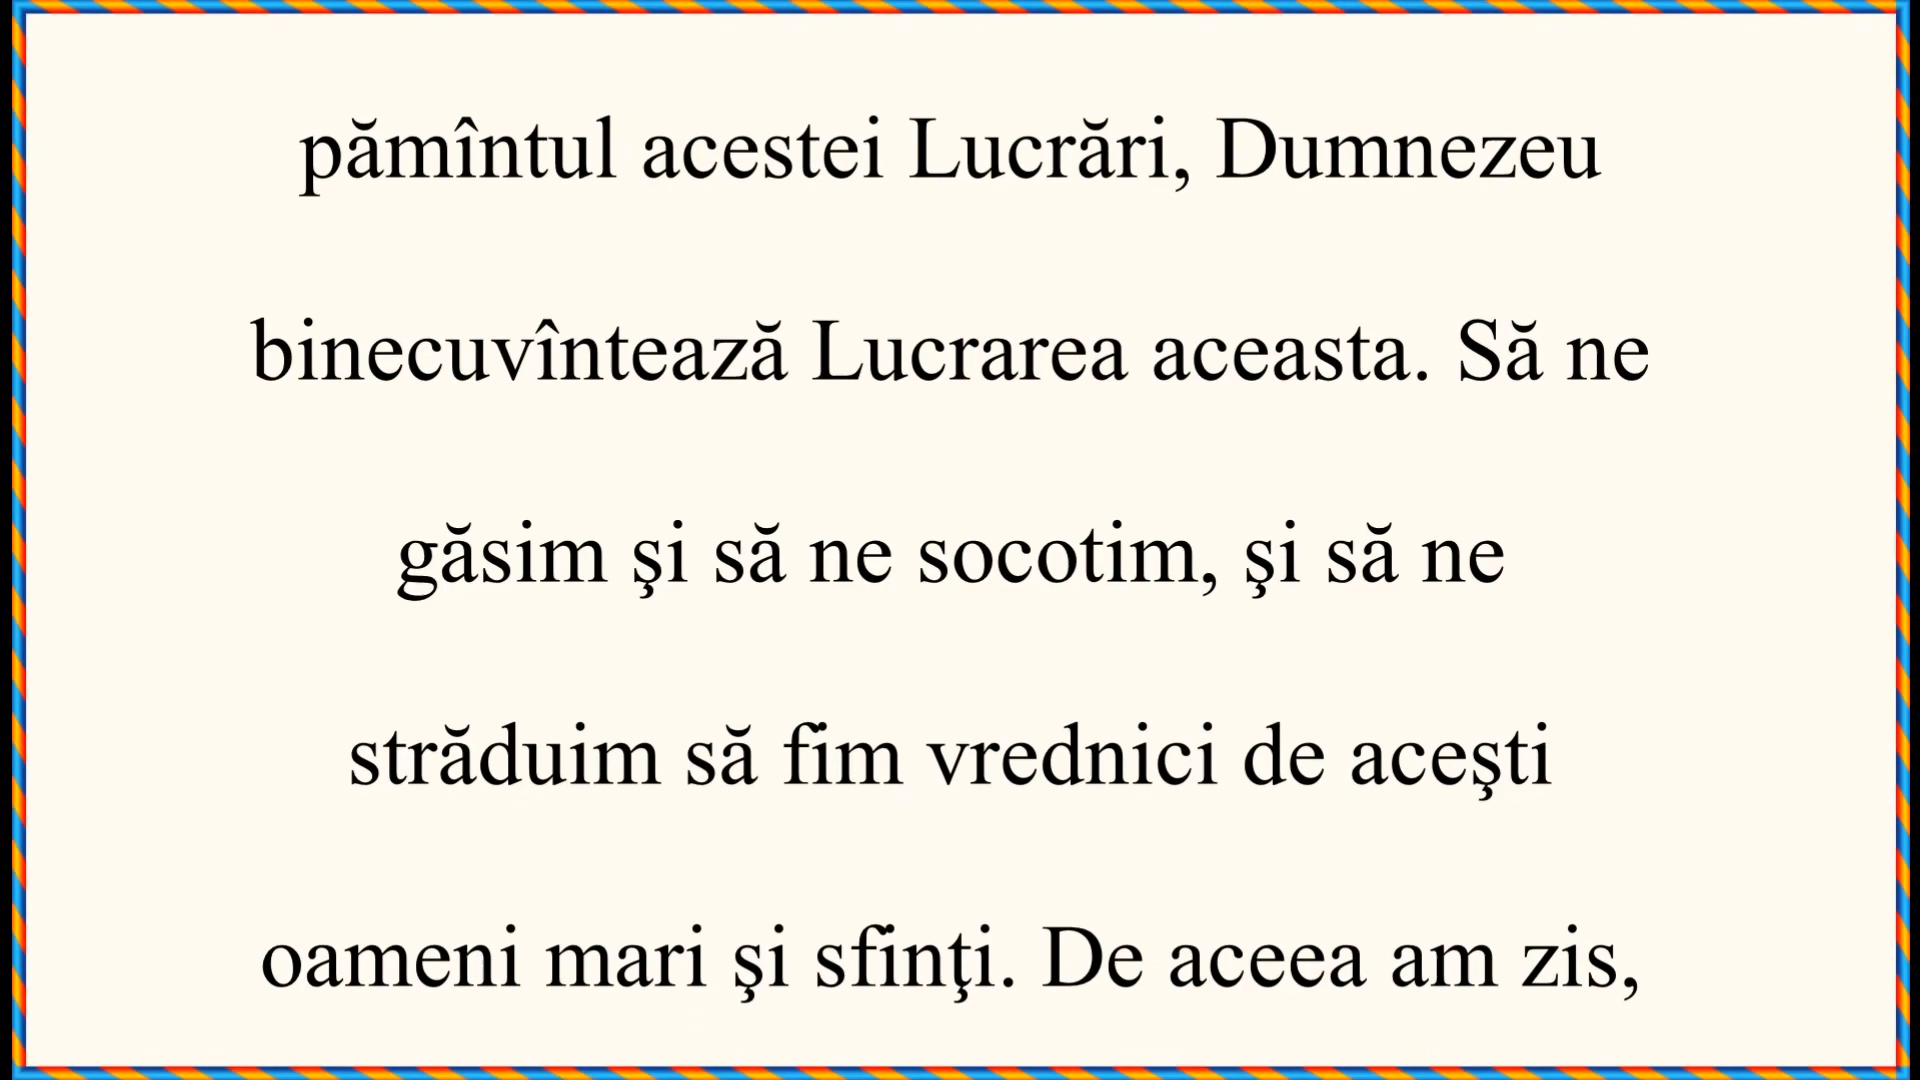 pămîntul acestei Lucrări, Dumnezeu
binecuvîntează Lucrarea aceasta. Să ne
găsim şi să ne socotim, şi să ne
străduim să fim vrednici de aceşti
oameni mari şi sfinţi. De aceea am zis,